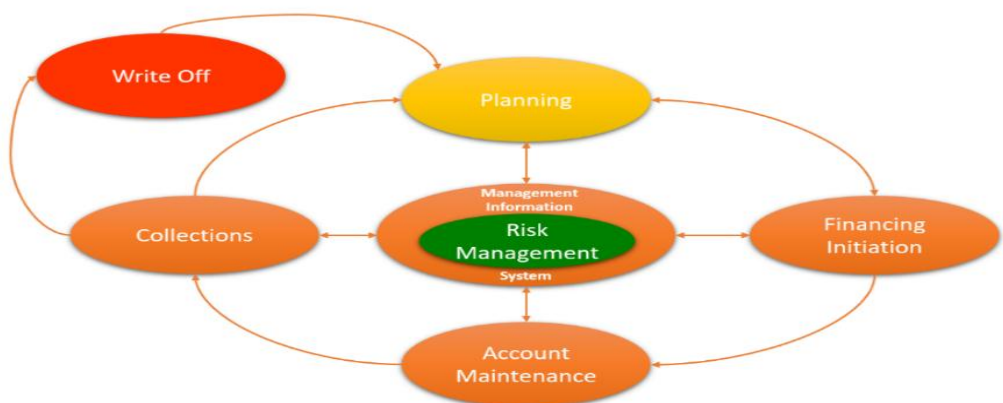 Write Off
Planning
Management
Information
Risk
Management
System
Collections
Financing
Initiation
Account
Maintenance